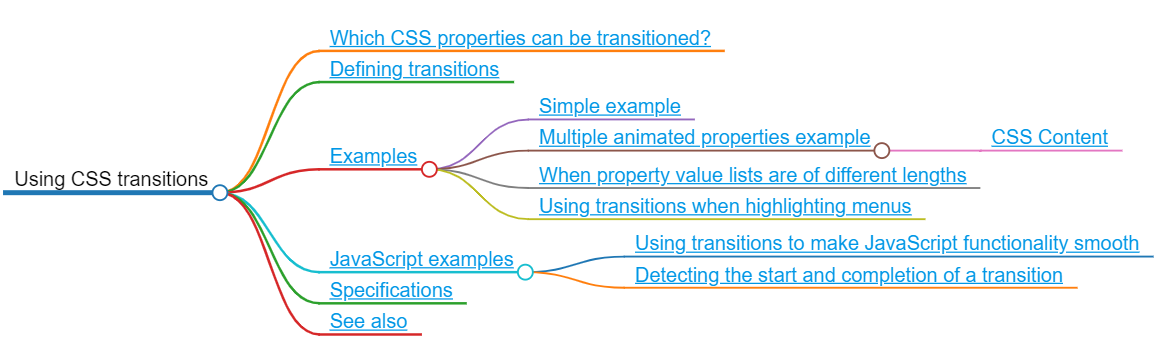 Using CSS transitions
Which CSS properties can be transitioned?
Defining transitions
Examples
Simple example
Multiple animated properties example
CSS Content
When property value lists are of different lengths
Using transitions when highlighting menus
JavaScript examples
Using transitions to make JavaScript functionality smooth
Detecting the start and completion of a transition
Specifications
See also